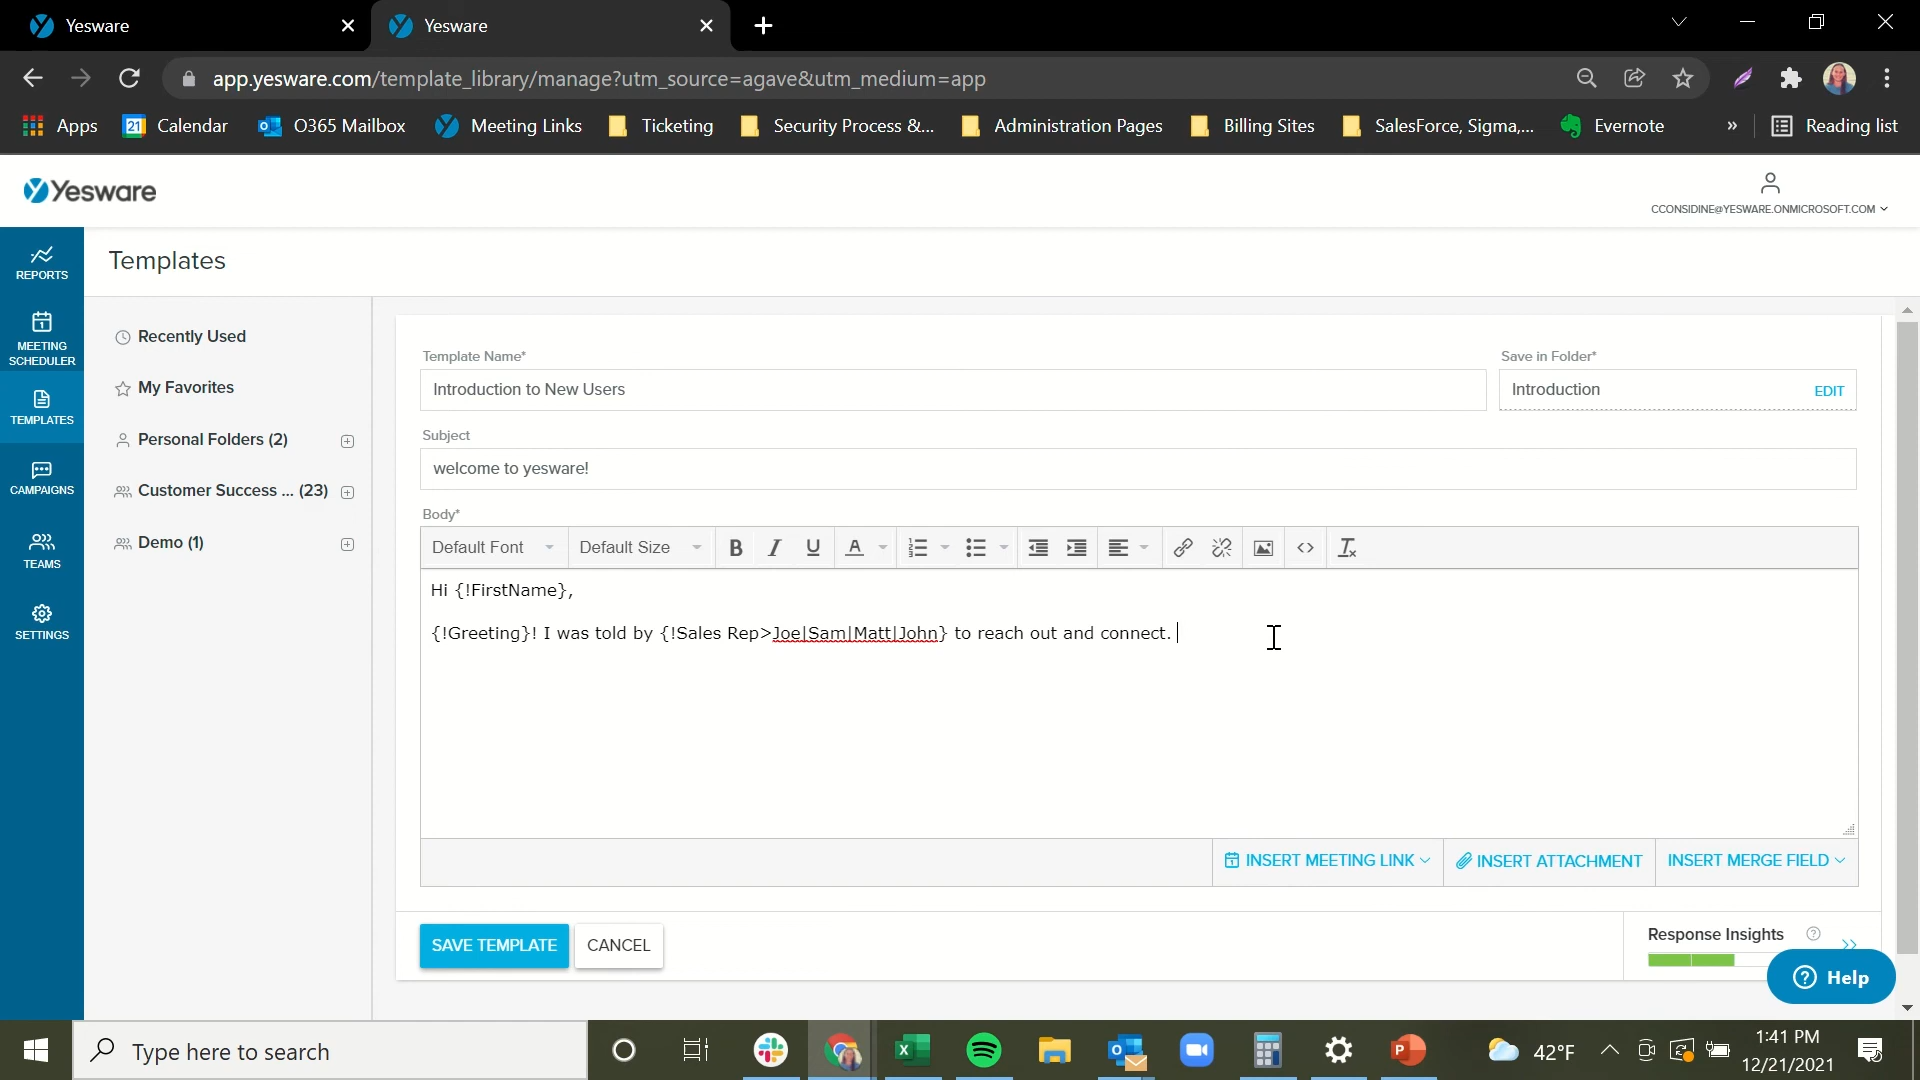 Yesware
Yesware
app.yesware.com/template_library/manage?utm_source=agave&utm_medium=app
Apps
21
Calendar
O365 Mailbox
Meeting Links
Ticketing
Security Process &...
Administration Pages
Billing Sites
SalesForce, Sigma,...
Evernote
»
Reading list
Yesware
CCONSIDINE@YESWARE.ONMICROSOFT.COM
REPORTS
MEETING
SCHEDULER
TEMPLATES
CAMPAIGNS
TEAMS
SETTINGS
Templates
Recently Used
My Favorites
Personal Folders (2)
Customer Success ... (23)
Demo (1)
Template Name*
Introduction to New Users
Save in Folder*
Introduction
EDIT
Subject
welcome to yesware!
Body*
Default Font
Default Size
B I U A
Hi {!FirstName},
{!Greeting}! I was told by {!Sales Rep>Joe|Sam|Matt|John} to reach out and connect.
INSERT MEETING LINK
INSERT ATTACHMENT
INSERT MERGE FIELD
SAVE TEMPLATE
CANCEL
Response Insights
Help
Type here to search
42°F
1:41 PM
12/21/2021